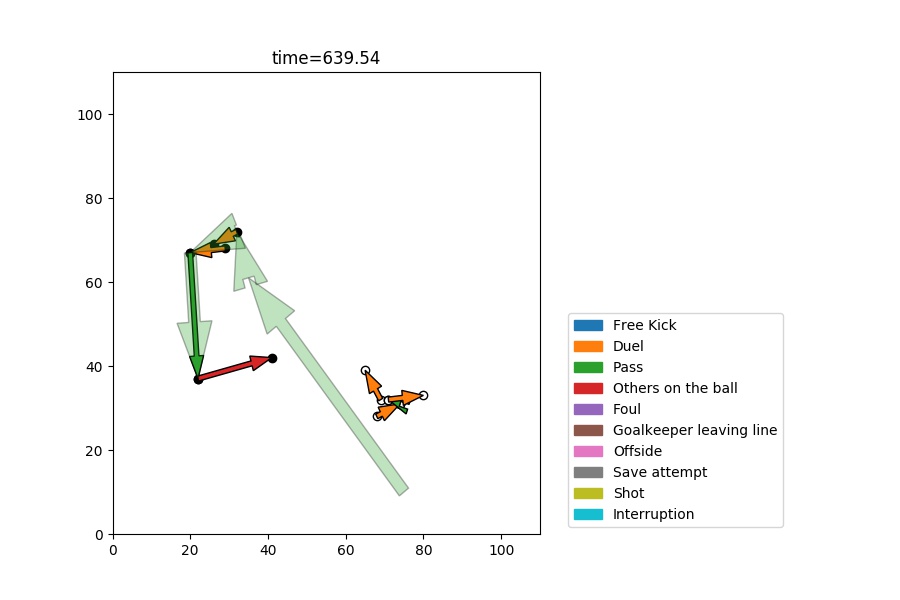 time=639.54
100
80
60
40
20
0
0 20 40 60 80 100
Free Kick
Duel
Pass
Others on the ball
Foul
Goalkeeper leaving line
Offside
Save attempt
Shot
Interruption